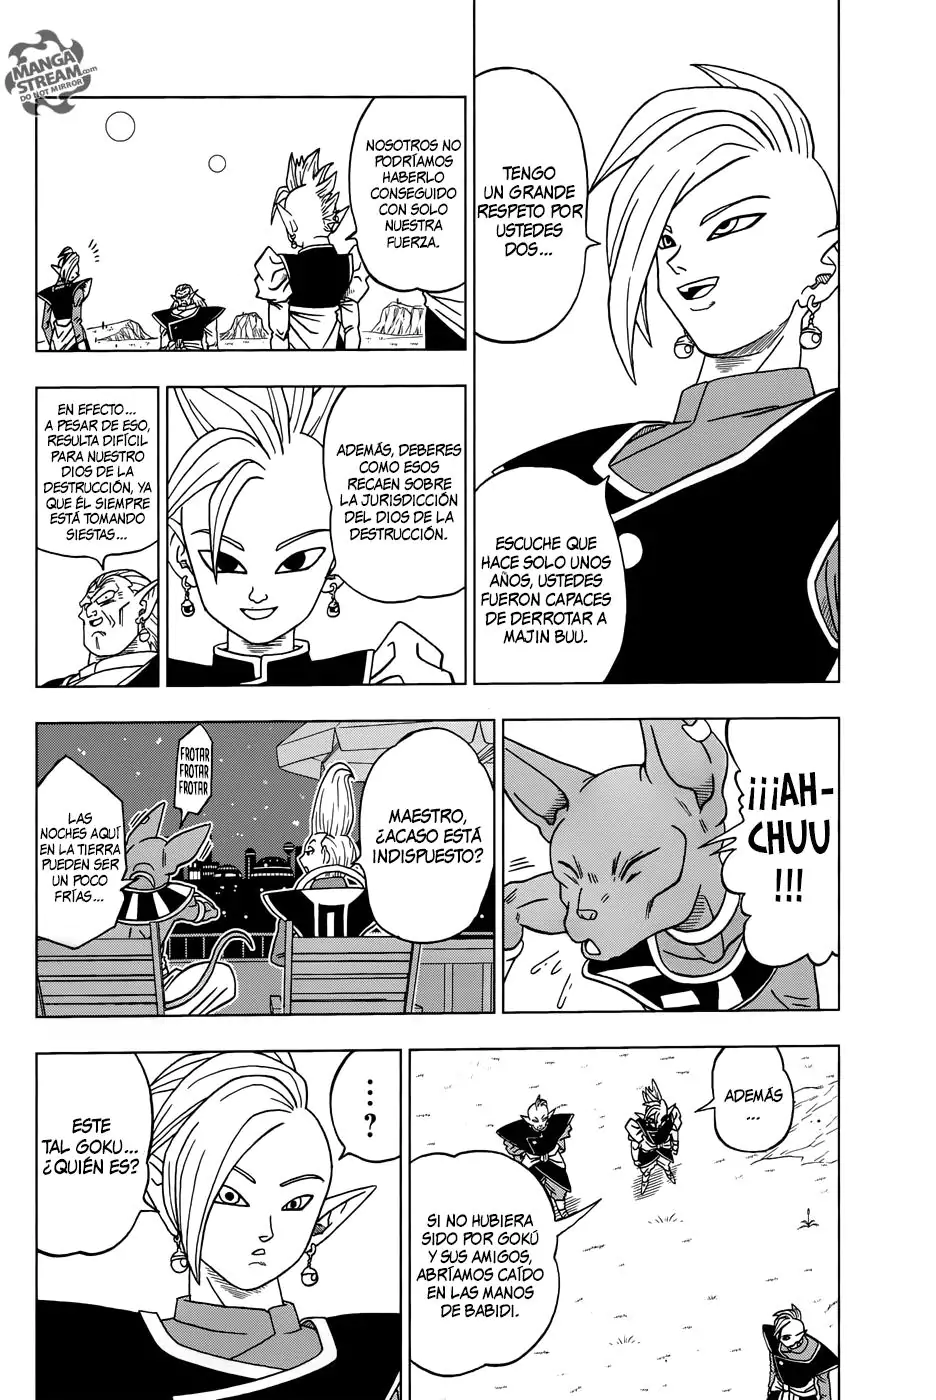 MANGA
STREAM.com
DO NOT MIRROR!
TENGO
UN GRANDE
RESPETO POR
USTEDES
DOS...
ESCUCHE QUE
HACE SOLO UNOS
AÑOS, USTEDES
FUERON CAPACES
DE DERROTAR A
MAJIN BUU.
NOSOTROS NO
PODRÍAMOS
HABERLO
CONSEGUIDO
CON SOLO
NUESTRA
FUERZA.
ADEMÁS, DEBERES
COMO ESOS
RECAEN SOBRE
LA JURISDICCIÓN
DEL DIOS DE LA
DESTRUCCIÓN.
EN EFECTO...
A PESAR DE ESO,
RESULTA DIFÍCIL
PARA NUESTRO
DIOS DE LA
DESTRUCCIÓN, YA
QUE ÉL SIEMPRE
ESTÁ TOMANDO
SIESTAS...
¡¡¡AH-
CHUU
!!!
MAESTRO,
¿ACASO ESTÁ
INDISPUESTO?
FROTAR
FROTAR
FROTAR
LAS
NOCHES AQUÍ
EN LA TIERRA
PUEDEN SER
UN POCO
FRÍAS...
ADEMÁS
...
SI NO HUBIERA
SIDO POR GOKÚ
Y SUS AMIGOS,
ABRÍAMOS CAÍDO
EN LAS MANOS
DE BABIDI.
...?
ESTE
TAL GOKU...
¿QUIÉN ES?